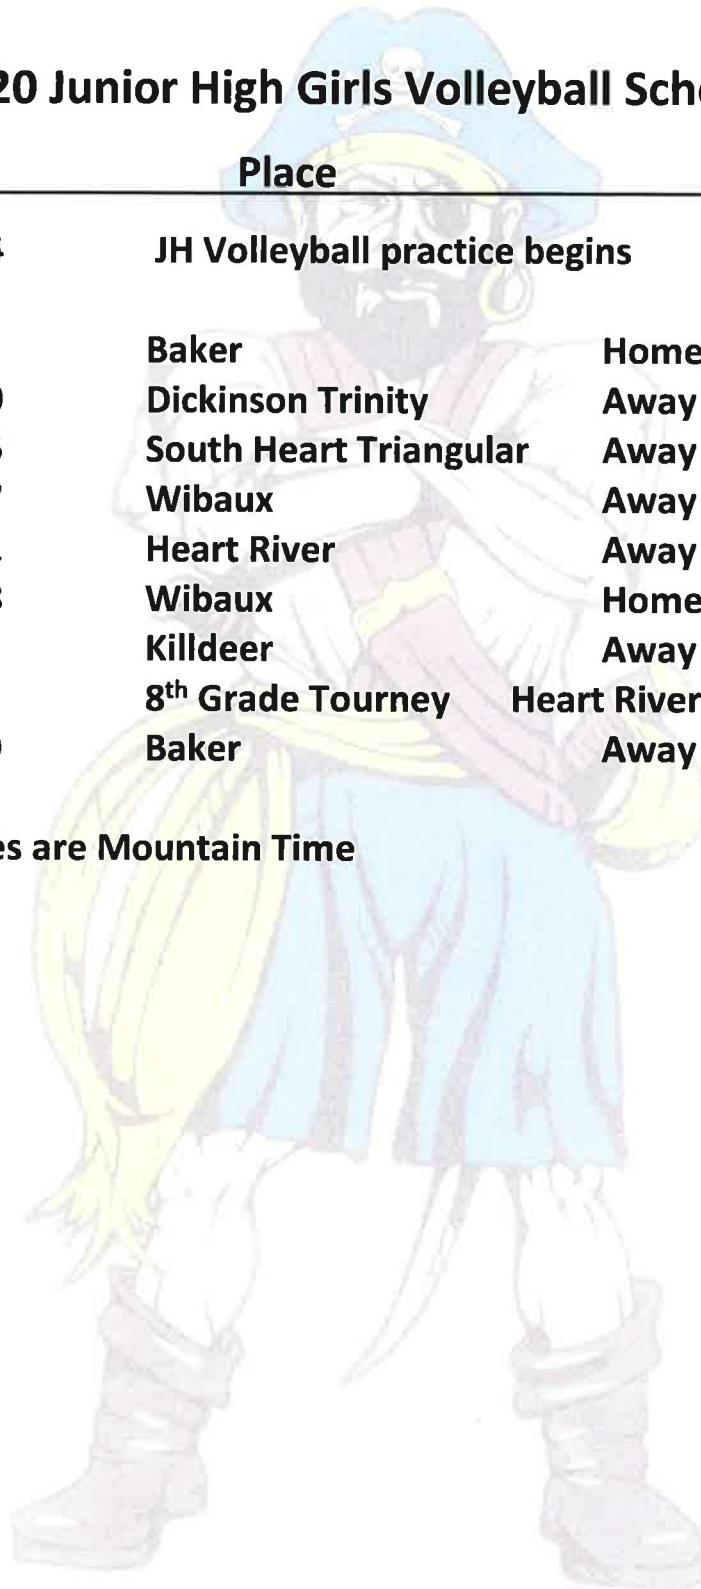 20 Junior High Girls Volleyball Sch
Place
JH Volleyball practice begins
Baker Home
Dickinson Trinity Away
South Heart Triangular Away
Wibaux Away
Heart River Away
Wibaux Home
Killdeer Away
8th Grade Tourney Heart River
Baker Away
es are Mountain Time